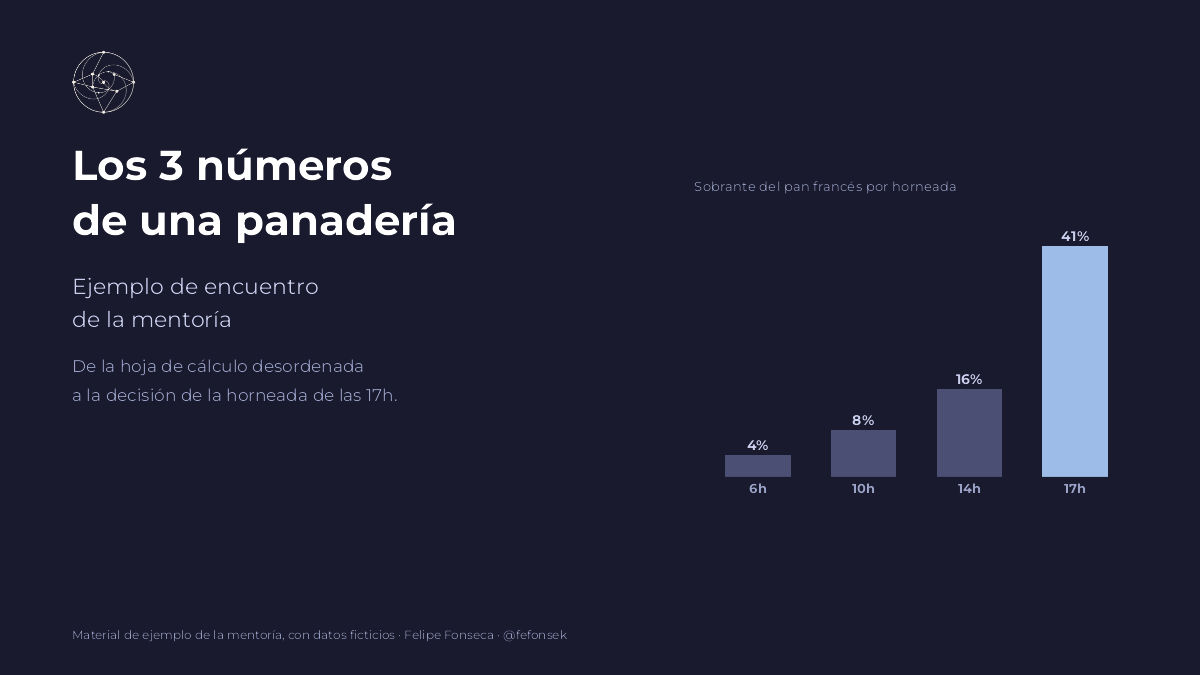 Los 3 números
de una panadería
Ejemplo de encuentro
de la mentoría
De la hoja de cálculo desordenada
a la decisión de la horneada de las 17h.
Sobrante del pan francés por horneada
4%
8%
16%
41%
6h
10h
14h
17h
Material de ejemplo de la mentoría, con datos ficticios · Felipe Fonseca · @fefonsek